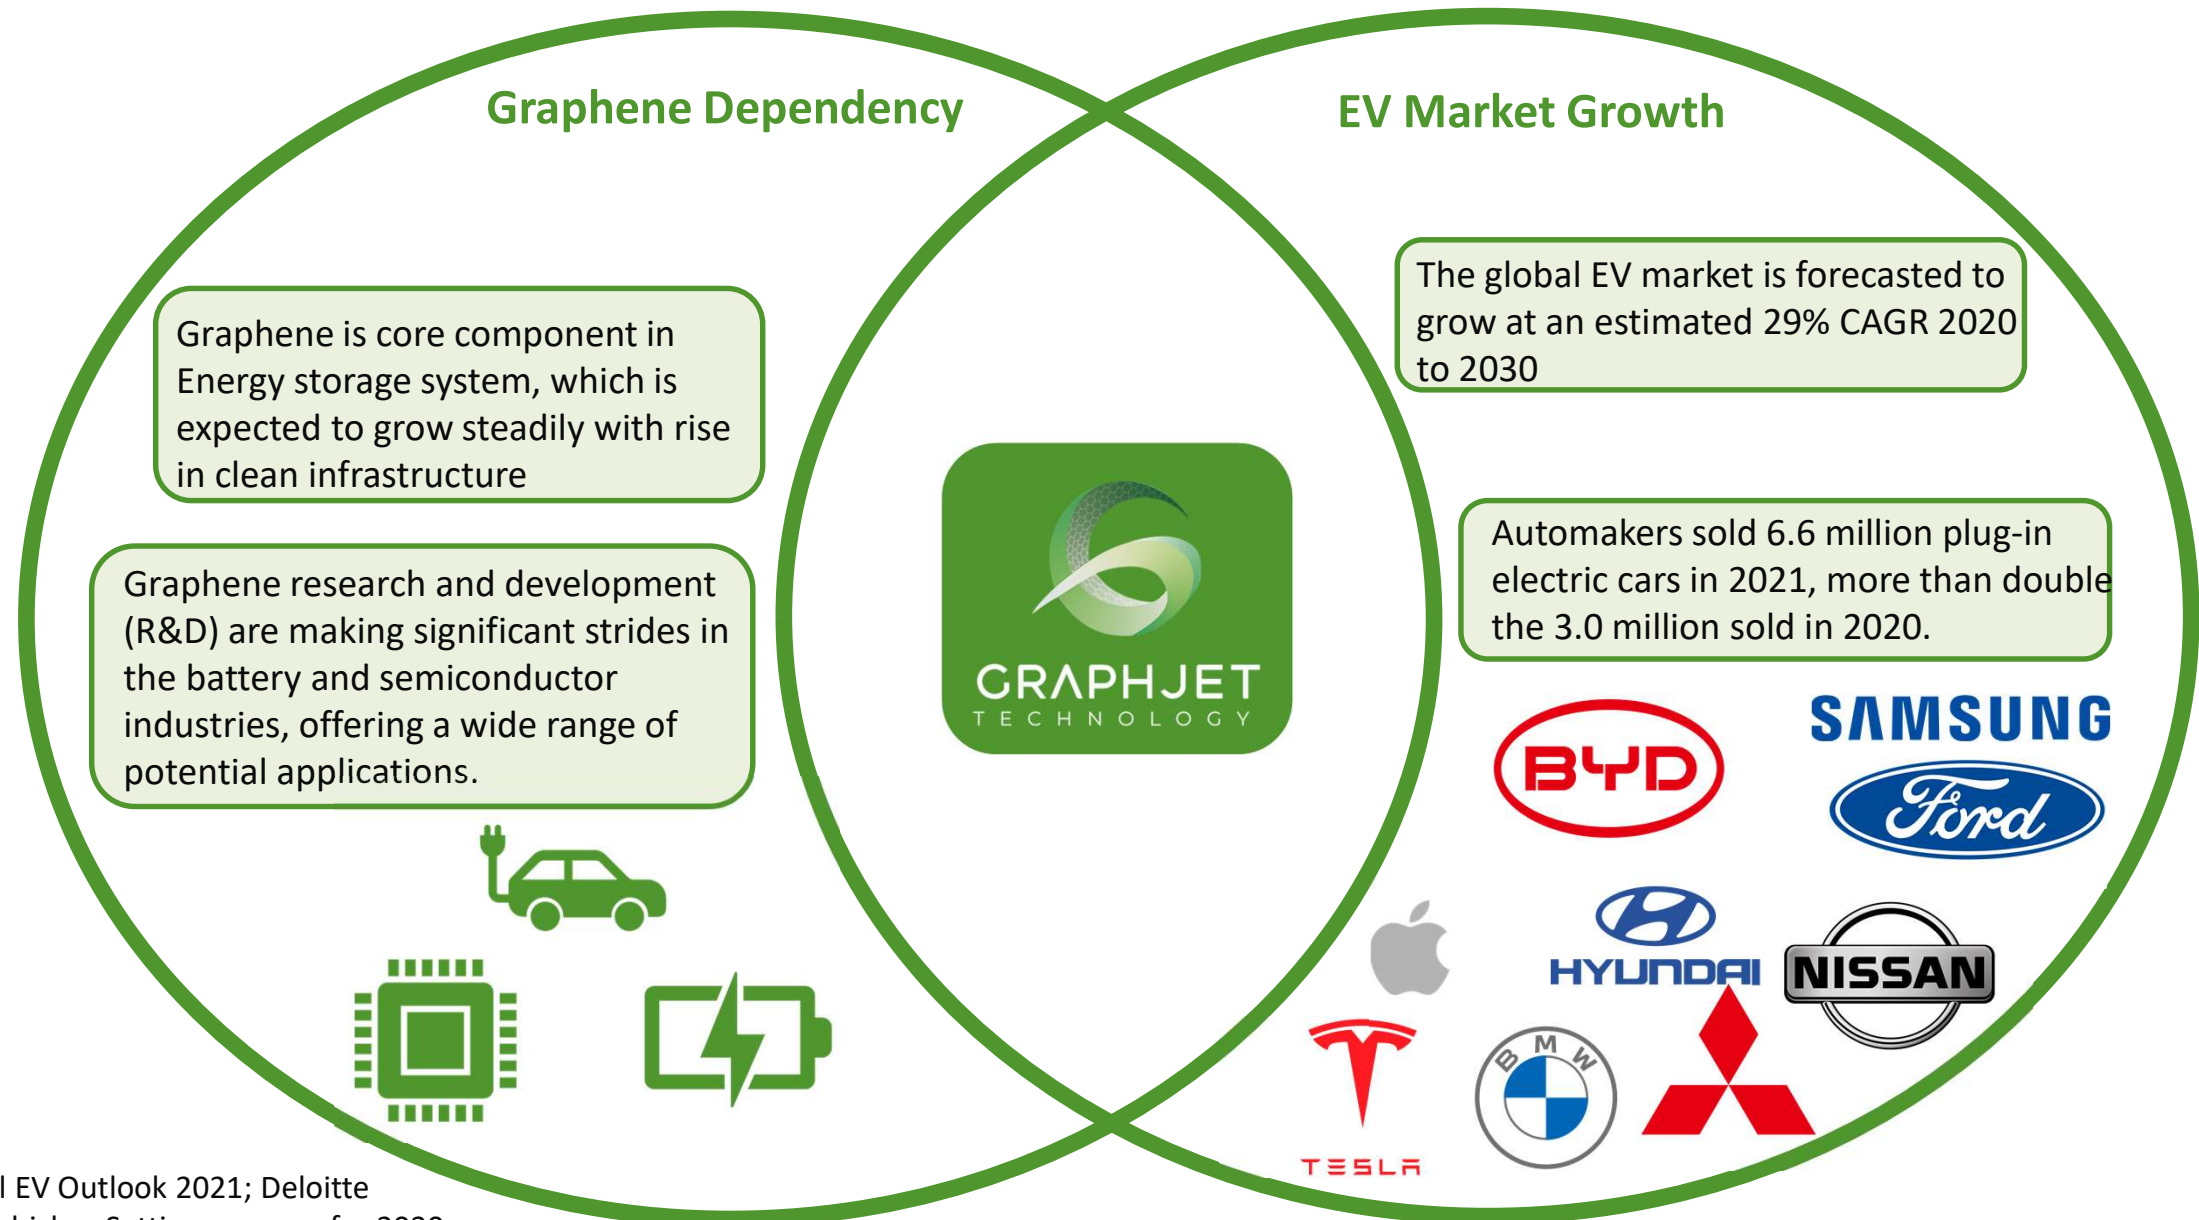 Graphene Dependency
EV Market Growth
Graphene is core component in
Energy storage system, which is
expected to grow steadily with rise
in clean infrastructure
Graphene research and development
(R&D) are making significant strides in
the battery and semiconductor
industries, offering a wide range of
potential applications.
GRAPHJET
TECHNOLOGY
The global EV market is forecasted to
grow at an estimated 29% CAGR 2020
to 2030
Automakers sold 6.6 million plug-in
electric cars in 2021, more than double
the 3.0 million sold in 2020.
BYD
SAMSUNG
Ford
HYUNDAI
NISSAN
TESLA
BMW
EV Outlook 2021; Deloitte